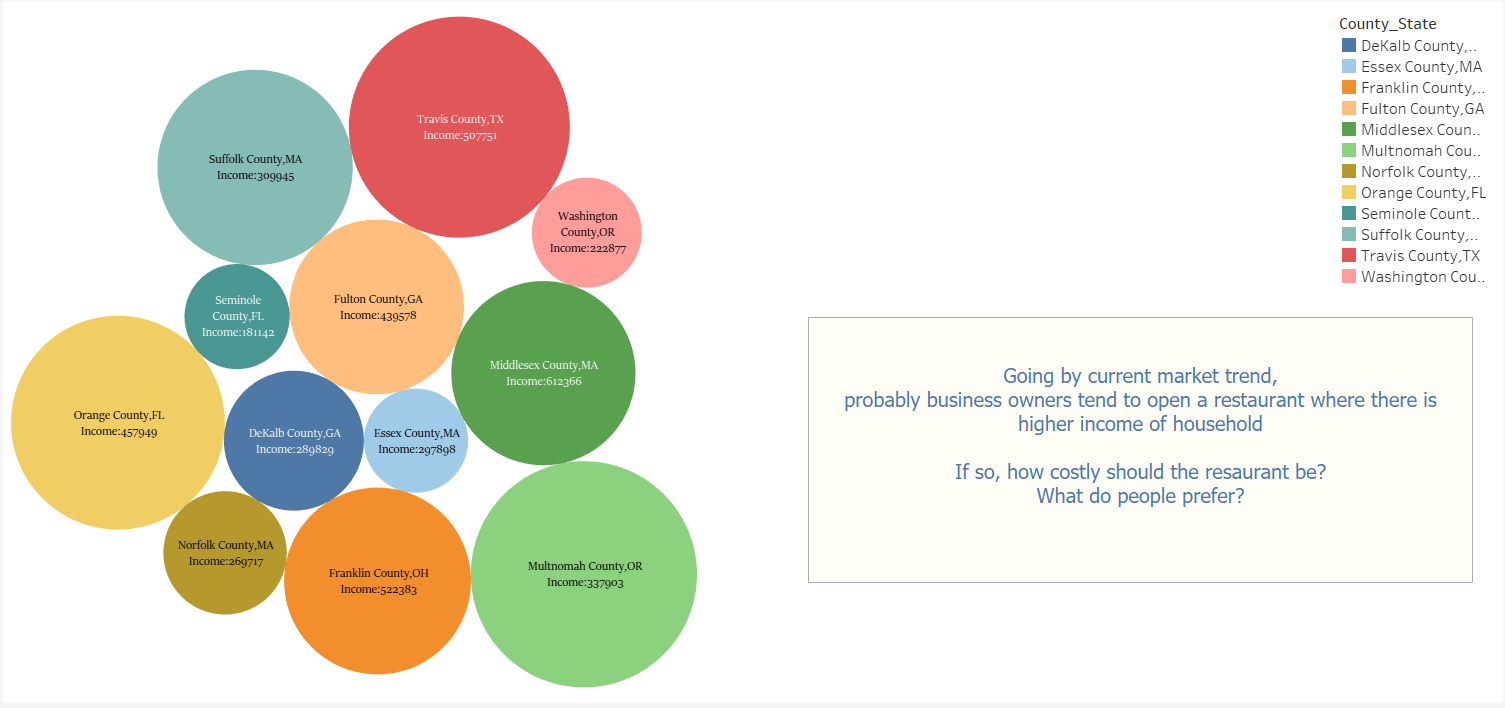 Travis County,TX
Income:507751
Suffolk County,MA
Income:309945
Washington
County,OR
Income:222877
Seminole
County,FL
Income:181142
Fulton County,GA
Income:439578
Middlesex County,MA
Income:612366
Orange County,FL
Income:457949
DeKalb County,GA
Income:289829
Essex County,MA
Income:297898
Norfolk County,MA
Income:269717
Franklin County,OH
Income:522383
Multnomah County,OR
Income:337903
County_State
DeKalb County,..
Essex County,MA
Franklin County,..
Fulton County,GA
Middlesex Coun..
Multnomah Cou..
Norfolk County,..
Orange County,FL
Seminole Count..
Suffolk County,..
Travis County,TX
Washington Cou..
Going by current market trend,
probably business owners tend to open a restaurant where there is
higher income of household
If so, how costly should the resaurant be?
What do people prefer?